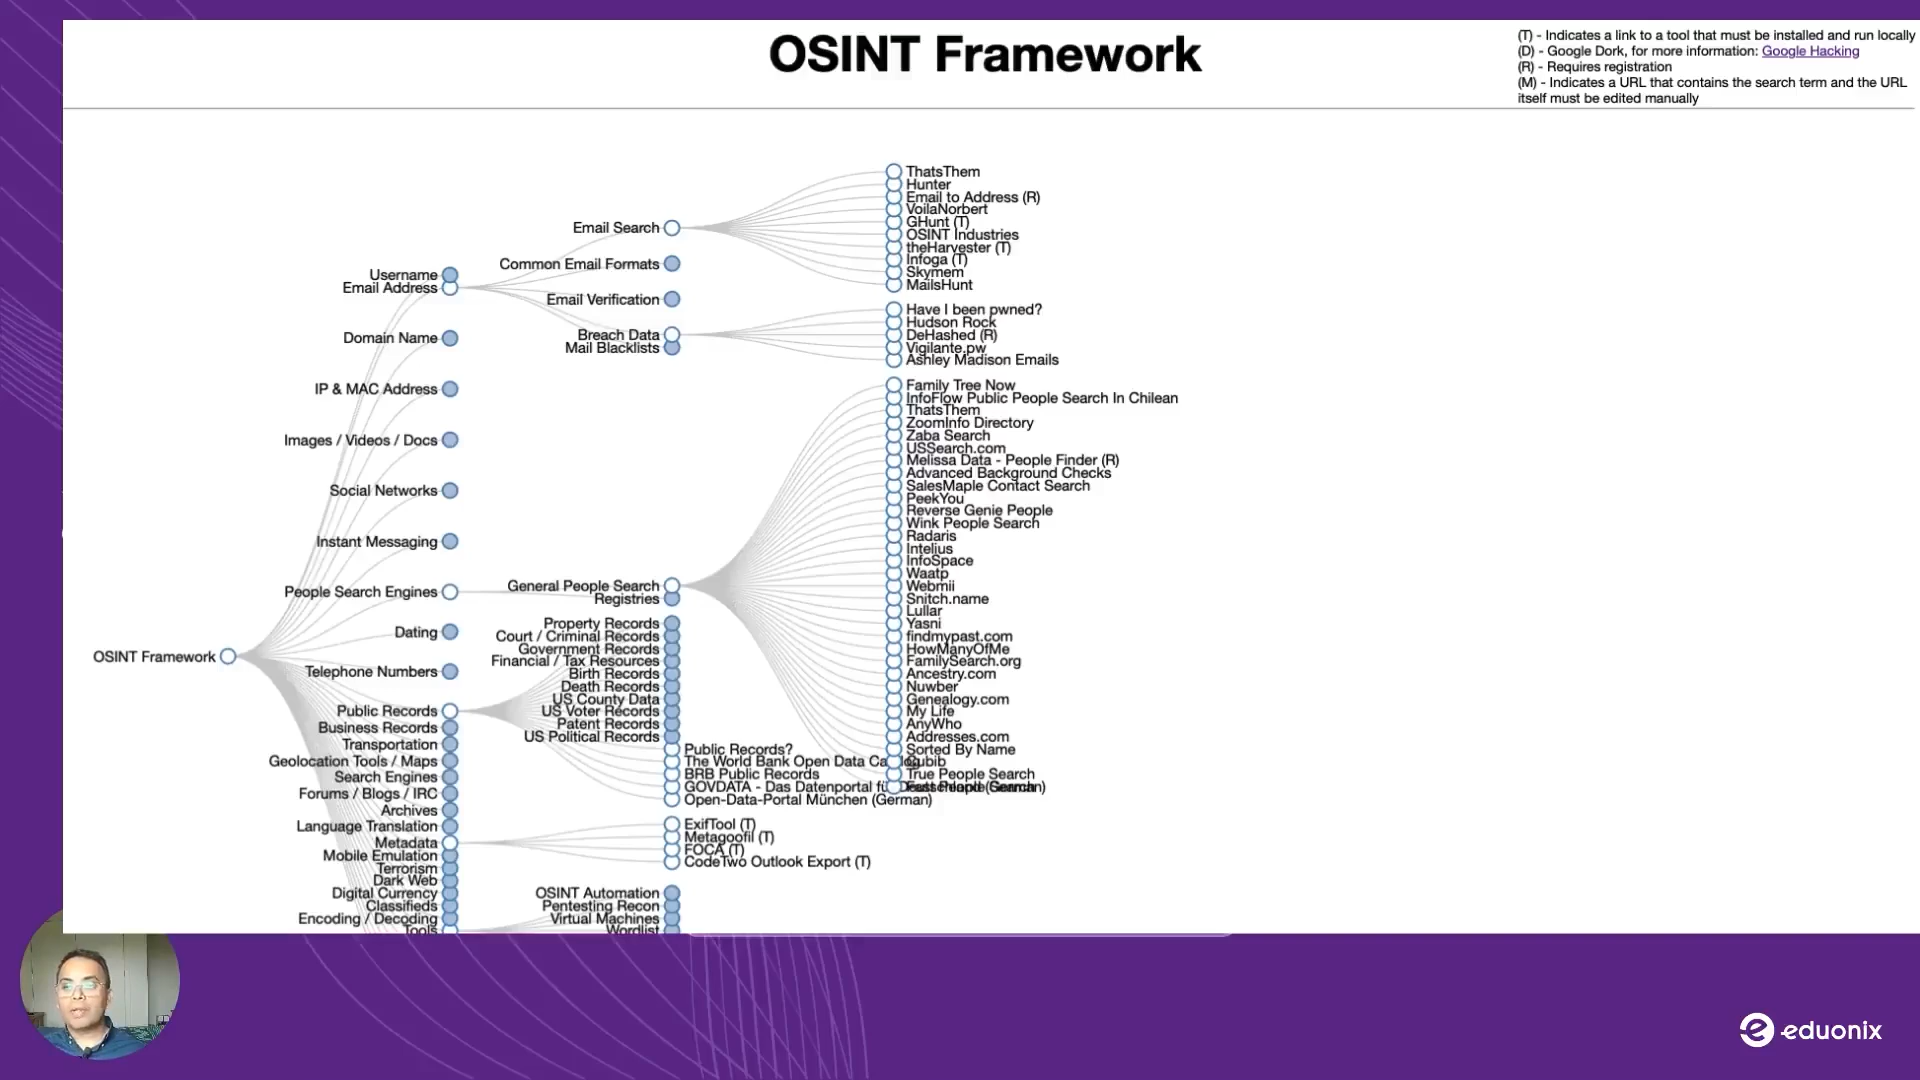 OSINT Framework
(T) - Indicates a link to a tool that must be installed and run locally
(D) - Google Dork, for more information: Google Hacking
(R) - Requires registration
(M) - Indicates a URL that contains the search term and the URL
itself must be edited manually
OSINT Framework
Username
Email Address
Domain Name
IP & MAC Address
Images / Videos / Docs
Social Networks
Instant Messaging
People Search Engines
Dating
Telephone Numbers
Public Records
Business Records
Transportation
Geolocation Tools / Maps
Search Engines
Forums / Blogs / IRC
Archives
Language Translation
Metadata
Mobile Emulation
Terrorism
Dark Web
Digital Currency
Classifieds
Encoding / Decoding
Tools
Email Search
Common Email Formats
Email Verification
Breach Data
Mail Blacklists
General People Search
Registries
Property Records
Court / Criminal Records
Government Records
Financial / Tax Resources
Birth Records
Death Records
US County Data
US Voter Records
Patent Records
US Political Records
Public Records?
The World Bank Open Data
BRB Public Records
GOVDATA - Das Datenportal
Open-Data-Portal München (German)
ExifTool (T)
Metagoofil (T)
FOCA (T)
CodeTwo Outlook Export (T)
OSINT Automation
Pentesting Recon
Virtual Machines
Wordlist
ThatsThem
Hunter
Email to Address (R)
VoilaNorbert
GHunt (T)
OSINT Industries
theHarvester (T)
Infoga (T)
Skymem
MailsHunt
Have I been pwned?
Hudson Rock
DeHashed (R)
Vigilante.pw
Ashley Madison Emails
Family Tree Now
InfoFlow Public People Search In Chilean
ThatsThem
ZoomInfo Directory
Zaba Search
USSearch.com
Melissa Data - People Finder (R)
Advanced Background Checks
SalesMaple Contact Search
PeekYou
Reverse Genie People
Wink People Search
Radaris
Intelius
InfoSpace
Waatp
Webmii
Snitch.name
Lullar
Yasni
findmypast.com
HowManyOfMe
FamilySearch.org
Ancestry.com
Nuwber
Genealogy.com
My Life
AnyWho
Addresses.com
Sorted By Name
True People Search
eduonix